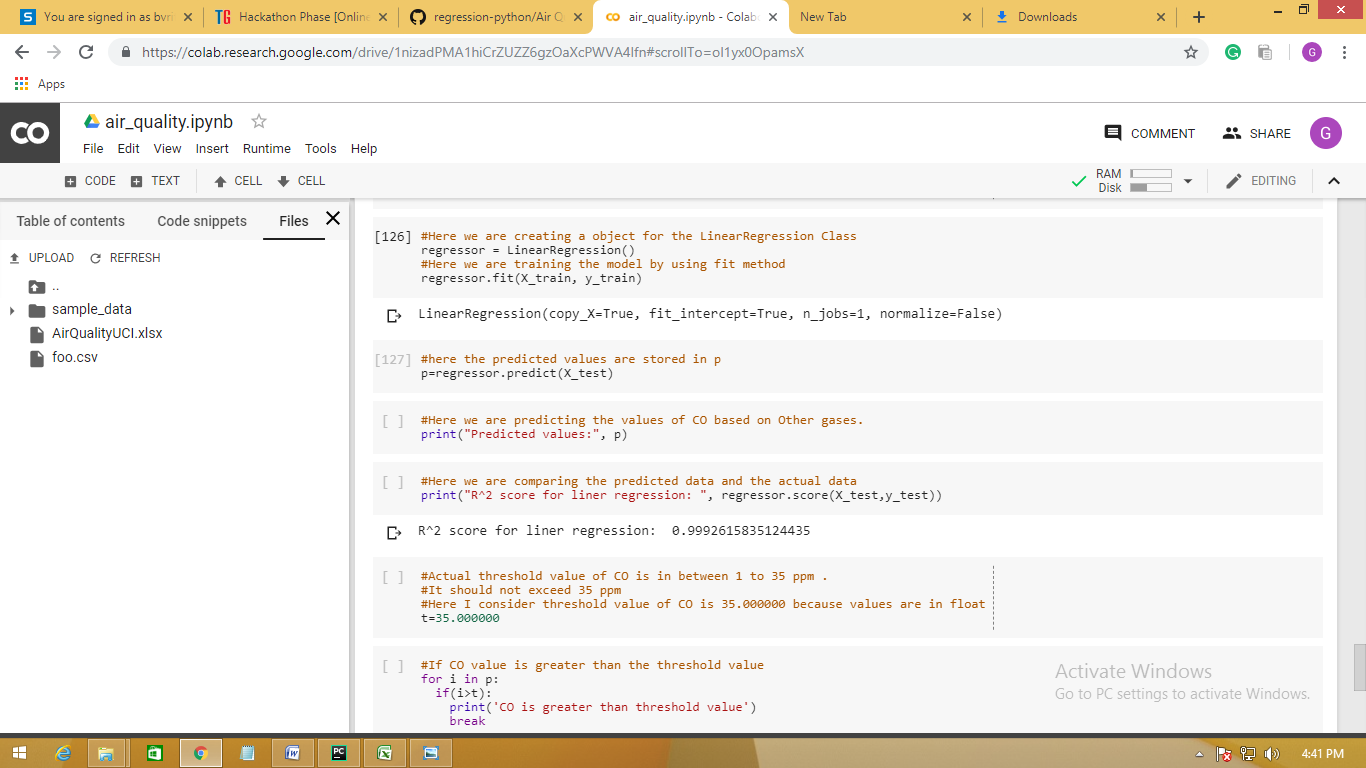 You are signed in as bvr
Hackathon Phase [Online
regression-python/Air Q
air_quality.ipynb - Colab
New Tab
Downloads
https://colab.research.google.com/drive/1nizadPMA1hiCrZUZZ6gzOaXcPWVA4lfn#scrollTo=oI1yx0OpamsX
G
Apps
CO
air_quality.ipynb
COMMENT
SHARE
G
File Edit View Insert Runtime Tools Help
CODE TEXT CELL CELL
RAM
Disk
EDITING
Table of contents Code snippets Files
UPLOAD REFRESH
..
sample_data
AirQualityUCI.xlsx
foo.csv
[126] #Here we are creating a object for the LinearRegression Class
regressor = LinearRegression()
#Here we are training the model by using fit method
regressor.fit(X_train, y_train)
LinearRegression(copy_X=True, fit_intercept=True, n_jobs=1, normalize=False)
[127] #here the predicted values are stored in p
p=regressor.predict(X_test)
[ ] #Here we are predicting the values of CO based on Other gases.
print("Predicted values:", p)
[ ] #Here we are comparing the predicted data and the actual data
print("R^2 score for liner regression: ", regressor.score(X_test,y_test))
R^2 score for liner regression:  0.9992615835124435
[ ] #Actual threshold value of CO is in between 1 to 35 ppm .
#It should not exceed 35 ppm
#Here I consider threshold value of CO is 35.000000 because values are in float
t=35.000000
[ ] #If CO value is greater than the threshold value
for i in p:
  if(i>t):
    print('CO is greater than threshold value')
    break
Activate Windows
Go to PC settings to activate Windows.
4:41 PM